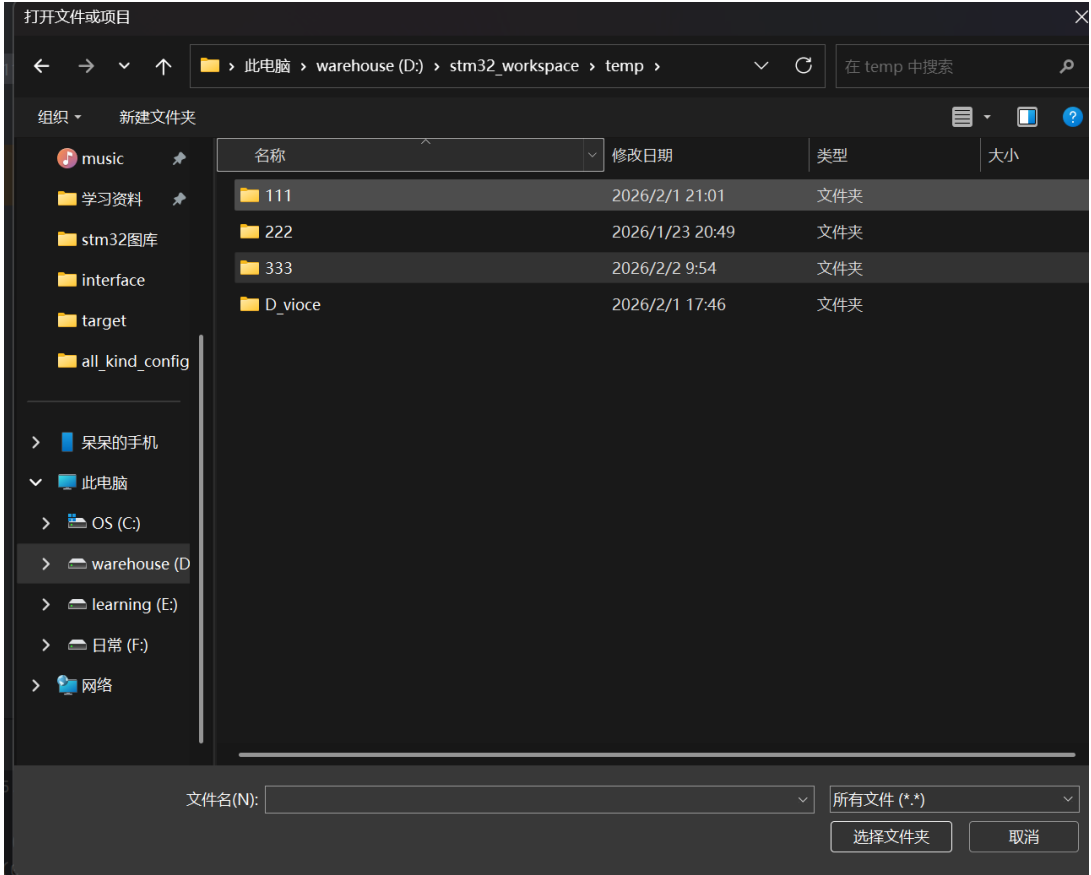 打开文件或项目
此电脑 › warehouse (D:) › stm32_workspace › temp ›
在 temp 中搜索
组织 新建文件夹
music
学习资料
stm32图库
interface
target
all_kind_config
呆呆的手机
此电脑
OS (C:)
warehouse (D
learning (E:)
日常 (F:)
网络
名称 修改日期 类型 大小
111 2026/2/1 21:01 文件夹
222 2026/1/23 20:49 文件夹
333 2026/2/2 9:54 文件夹
D_vioce 2026/2/1 17:46 文件夹
文件名(N): 所有文件 (*.*)
选择文件夹 取消